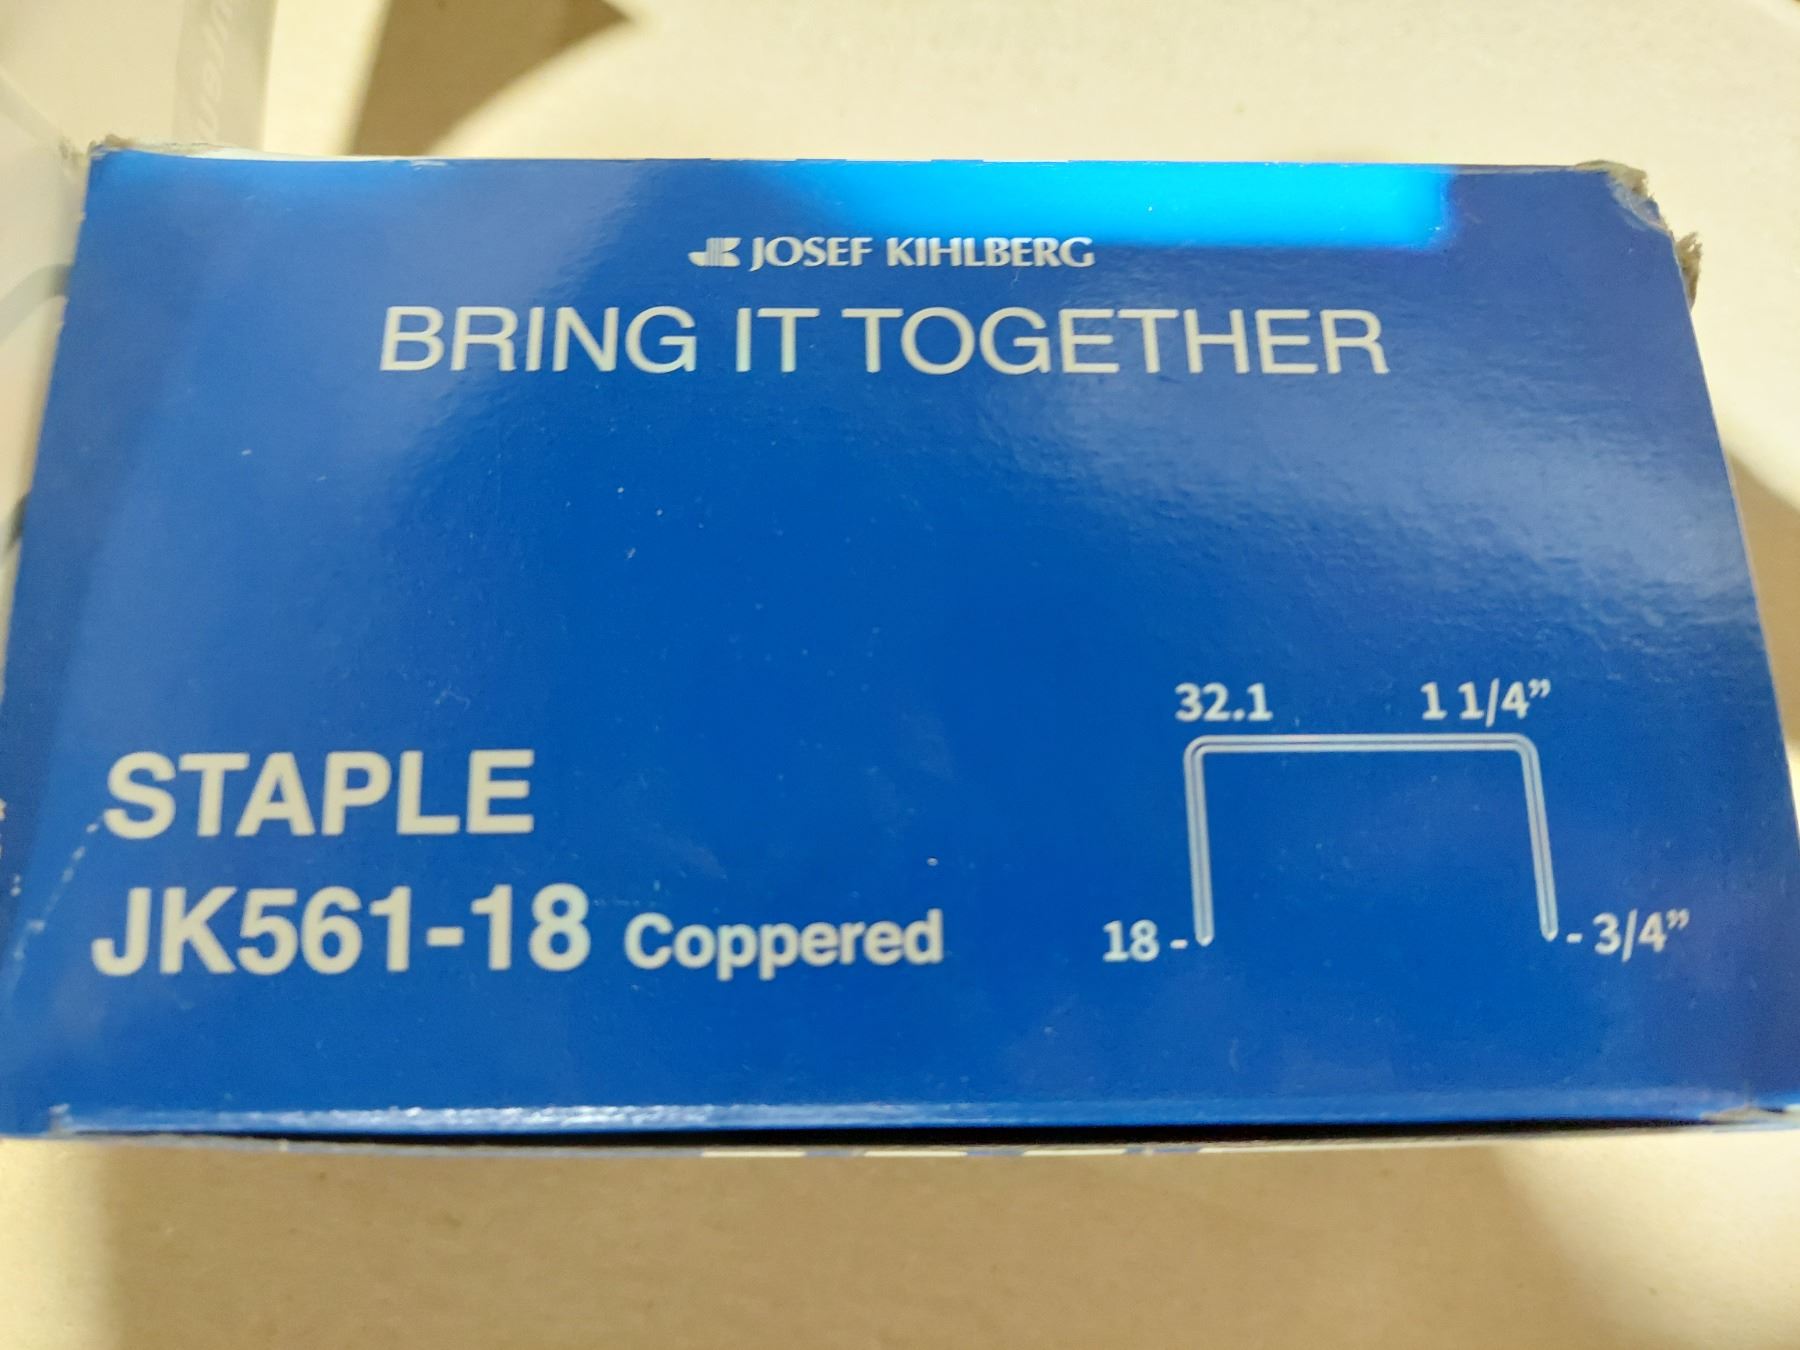 JOSEF KIHLBERG
BRING IT TOGETHER
32.1 1 1/4”
STAPLE
JK561-18 Coppered
18 - - 3/4”